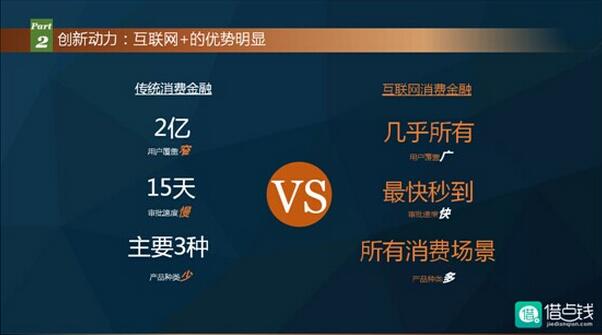 Part
2
创新动力：互联网+的优势明显
传统消费金融
2亿
用户覆盖窄
15天
审批速度慢
主要3种
产品种类少
VS
互联网消费金融
几乎所有
用户覆盖广
最快秒到
审批速度快
所有消费场景
产品种类多
借
借点钱
jiedianqian.com